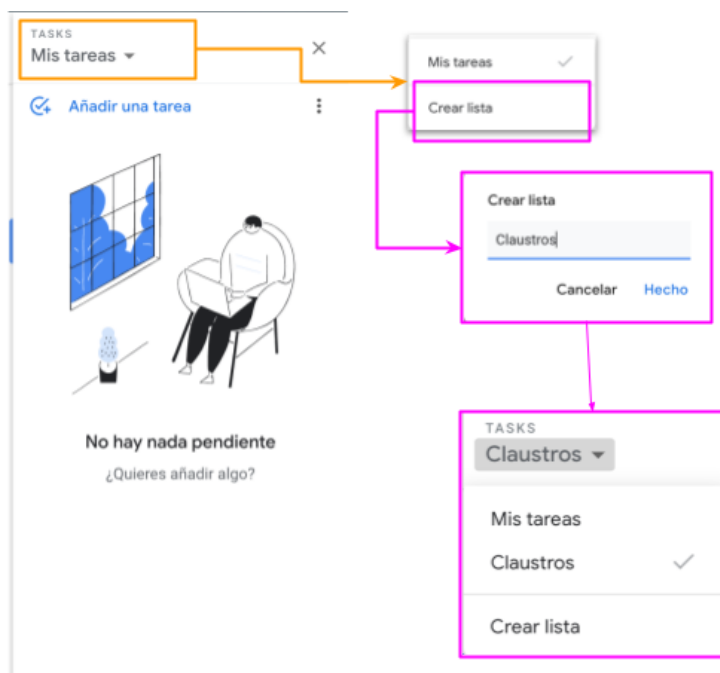 TASKS
Mis tareas
Añadir una tarea
No hay nada pendiente
¿Quieres añadir algo?
Mis tareas
Crear lista
Crear lista
Claustros
Cancelar Hecho
TASKS
Claustros
Mis tareas
Claustros
Crear lista